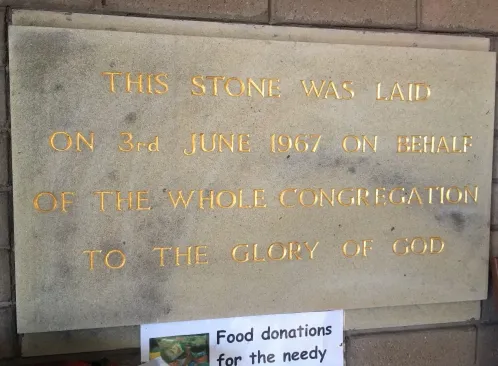 THIS STONE WAS LAID
ON 3rd JUNE 1967 ON BEHALF
OF THE WHOLE CONGREGATION
TO THE GLORY OF GOD
Food donations
for the needy